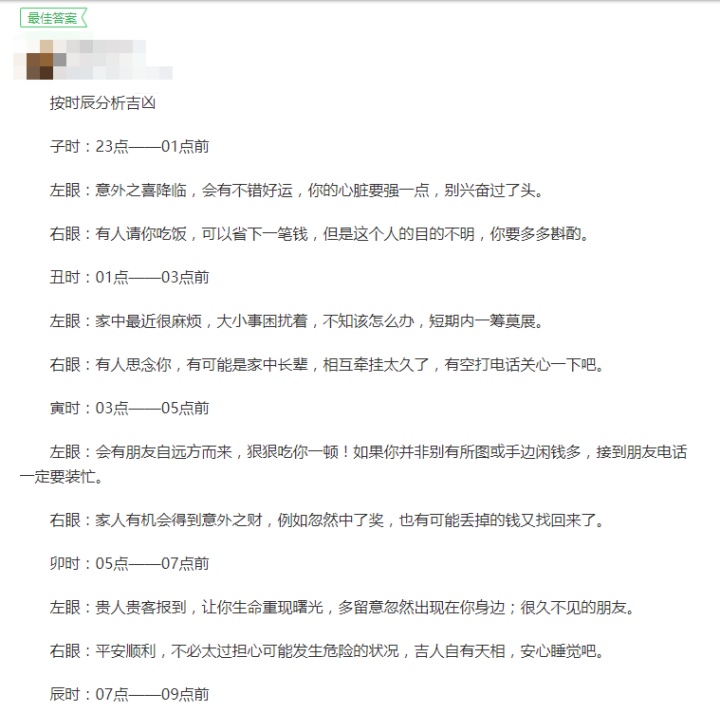 最佳答案
按时辰分析吉凶
子时：23点——01点前
左眼：意外之喜降临，会有不错好运，你的心脏要强一点，别兴奋过了头。
右眼：有人请你吃饭，可以省下一笔钱，但是这个人的目的不明，你要多多斟酌。
丑时：01点——03点前
左眼：家中最近很麻烦，大小事困扰着，不知该怎么办，短期内一筹莫展。
右眼：有人思念你，有可能是家中长辈，相互牵挂太久了，有空打电话关心一下吧。
寅时：03点——05点前
左眼：会有朋友自远方而来，狠狠吃你一顿！如果你并非别有所图或手边闲钱多，接到朋友电话
一定要装忙。
右眼：家人有机会得到意外之财，例如忽然中了奖，也有可能丢掉的钱又找回来了。
卯时：05点——07点前
左眼：贵人贵客报到，让你生命重现曙光，多留意忽然出现在你身边；很久不见的朋友。
右眼：平安顺利，不必太过担心可能发生危险的状况，吉人自有天相，安心睡觉吧。
辰时：07点——09点前